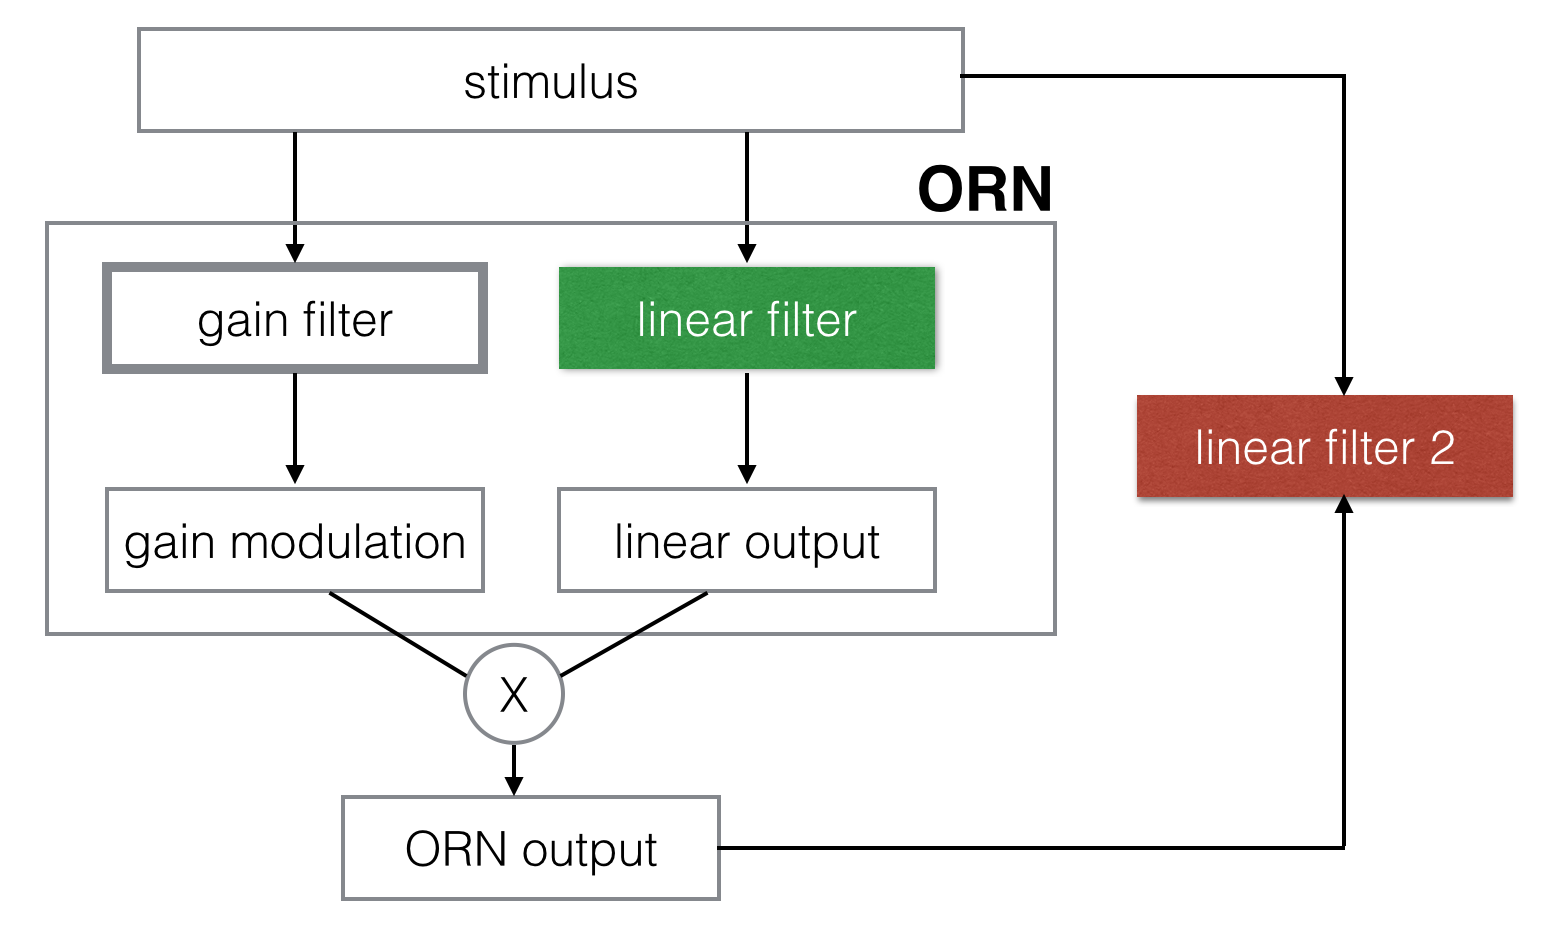 stimulus
ORN
gain filter
linear filter
linear filter 2
gain modulation
linear output
X
ORN output